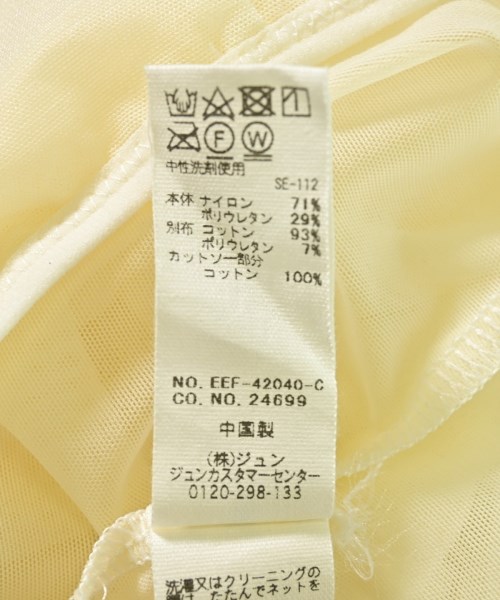 F W
中性洗剤使用
SE-112
本体 ナイロン 71%
ポリウレタン 29%
別布 コットン 93%
ポリウレタン 7%
カットソー部分
コットン 100%
NO. EEF-42040-C
CO. NO. 24699
中国製
(株)ジュン
ジュンカスタマーセンター
0120-298-133
洗濯又はクリーニングの
際は、たたんでネットを